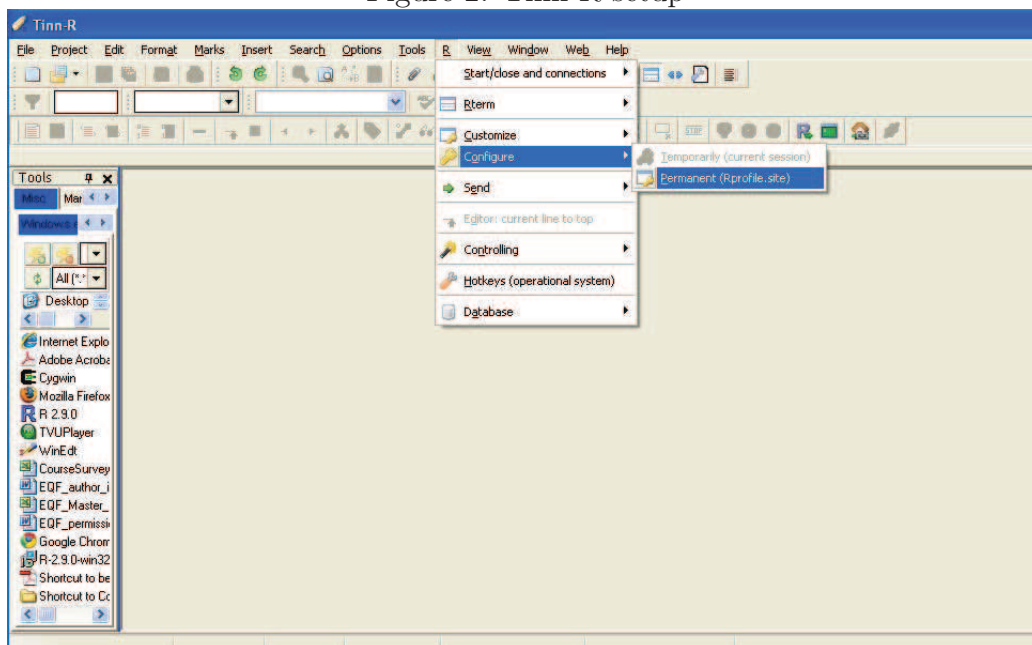 Tinn-R
File Project Edit Format Marks Insert Search Options Tools R View Window Web Help
Start/close and connections
Rterm
Customize
Configure
Temporarily (current session)
Permanent (Rprofile.site)
Send
Editor: current line to top
Controlling
Hotkeys (operational system)
Database
Tools
Misc Mar
Windows e
All (*.*
Desktop
Internet Explo
Adobe Acroba
Cygwin
Mozilla Firefox
R 2.9.0
TVUPlayer
WinEdt
CourseSurvey
EQF_author_i
EQF_Master_
EQF_permissi
Google Chrom
R-2.9.0-win32
Shortcut to be
Shortcut to Cc